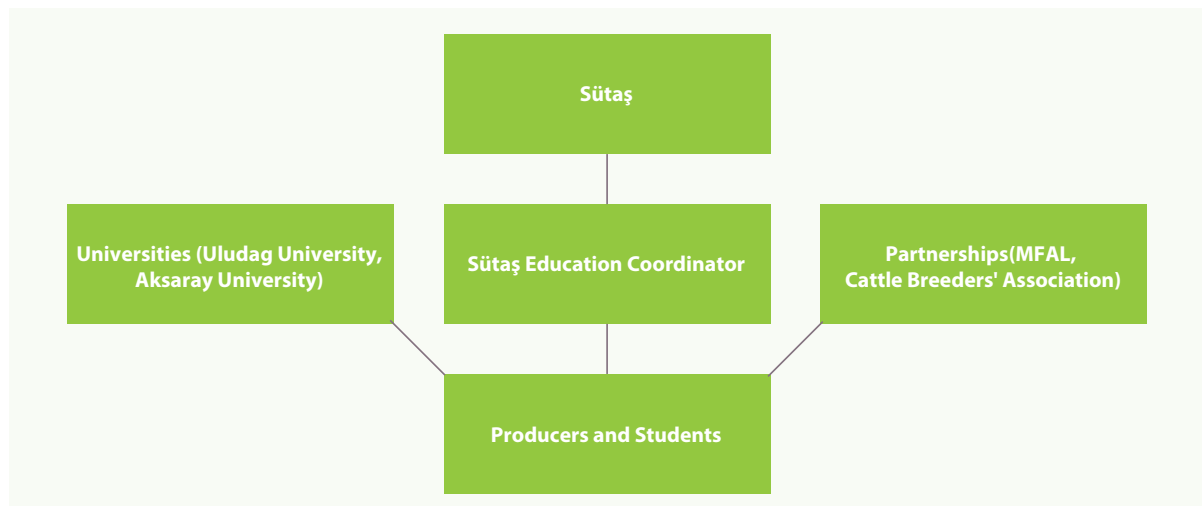 Sütaş
Universities (Uludag University,
Aksaray University)
Sütaş Education Coordinator
Partnerships(MFAL,
Cattle Breeders' Association)
Producers and Students